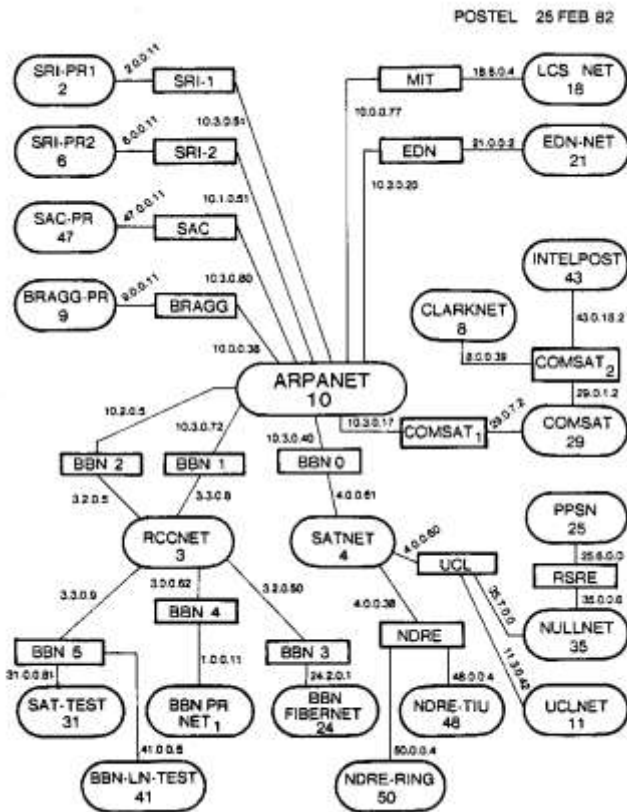 POSTEL 25 FEB 82
SRI-PR1
2
2.0.0.11
SRI-1
10.3.0.51
MIT
10.0.0.77
18.8.0.4
LCS NET
18
SRI-PR2
6
6.0.0.11
SRI-2
10.1.0.51
EDN
10.3.0.20
21.0.0.2
EDN-NET
21
SAC-PR
47
47.0.0.11
SAC
10.3.0.80
INTELPOST
43
43.0.18.2
BRAGG-PR
9
9.0.0.11
BRAGG
10.0.0.38
CLARKNET
8
8.0.0.39
COMSAT 2
29.0.1.2
ARPANET
10
10.3.0.17
COMSAT 1
29.0.7.2
COMSAT
29
10.2.0.5
10.3.0.72
10.3.0.40
BBN 2
BBN 1
BBN 0
3.2.0.5
3.3.0.8
4.0.0.61
RCCNET
3
SATNET
4
4.0.0.60
UCL
PPSN
25
25.6.0.0
RSRE
35.0.0.6
NULLNET
35
35.7.0.0
11.3.0.42
UCLNET
11
3.3.0.9
3.0.0.62
3.2.0.50
4.0.0.38
BBN 5
BBN 4
BBN 3
NDRE
31.0.0.81
1.0.0.11
24.2.0.1
48.0.0.4
SAT-TEST
31
BBN PR
NET 1
BBN
FIBERNET
24
NDRE-TIU
48
41.0.0.5
50.0.0.4
BBN-LN-TEST
41
NDRE-RING
50